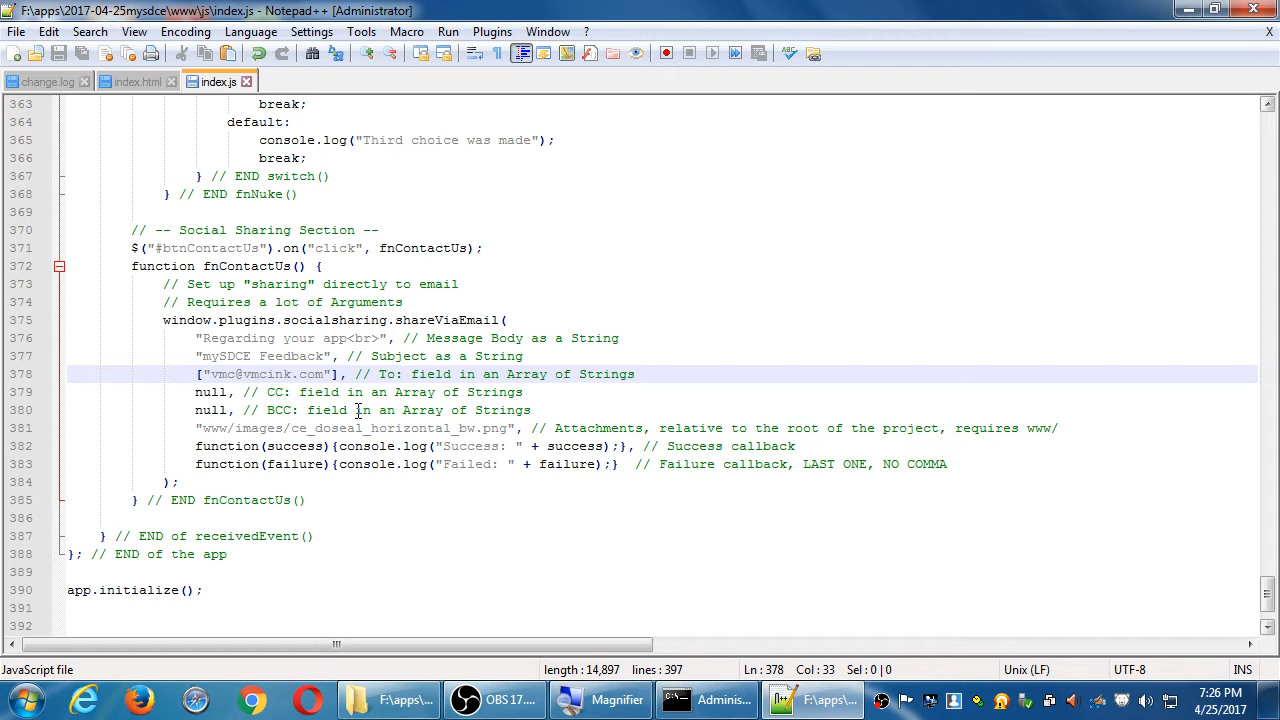 F:\apps\2017-04-25mysdce\www\js\index.js - Notepad++ [Administrator]
File Edit Search View Encoding Language Settings Tools Macro Run Plugins Window ? X
change.log index.html index.js
363 break;
364 default:
365 console.log("Third choice was made");
366 break;
367 } // END switch()
368 } // END fnNuke()
369
370 // -- Social Sharing Section --
371 $("#btnContactUs").on("click", fnContactUs);
372 function fnContactUs() {
373 // Set up "sharing" directly to email
374 // Requires a lot of Arguments
375 window.plugins.socialsharing.shareViaEmail(
376 "Regarding your app<br>", // Message Body as a String
377 "mySDCE Feedback", // Subject as a String
378 ["vmc@vmcink.com"], // To: field in an Array of Strings
379 null, // CC: field in an Array of Strings
380 null, // BCC: field in an Array of Strings
381 "www/images/ce_doseal_horizontal_bw.png", // Attachments, relative to the root of the project, requires www/
382 function(success){console.log("Success: " + success);}, // Success callback
383 function(failure){console.log("Failed: " + failure);} // Failure callback, LAST ONE, NO COMMA
384 );
385 } // END fnContactUs()
386
387 } // END of receivedEvent()
388 }; // END of the app
389
390 app.initialize();
391
392
JavaScript file length : 14,897 lines : 397 Ln : 378 Col : 33 Sel : 0 | 0 Unix (LF) UTF-8 INS
F:\apps\... OBS 17.... Magnifier Adminis... F:\apps\... 7:26 PM
4/25/2017